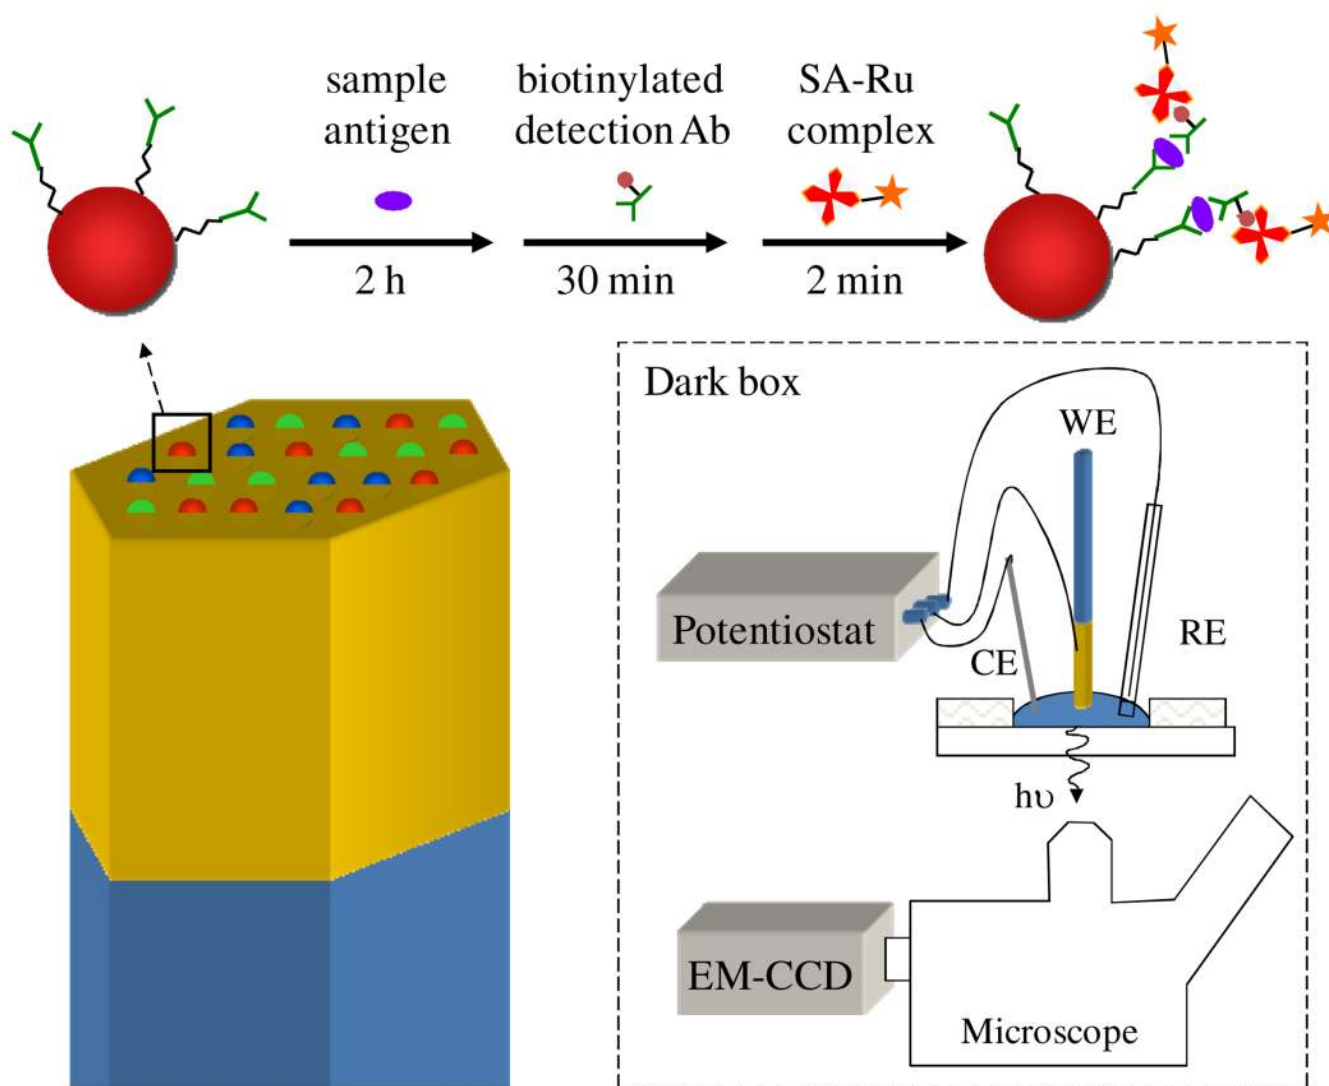 sample
antigen
2 h
biotinylated
detection Ab
30 min
SA-Ru
complex
2 min
Dark box
WE
Potentiostat
CE
RE
hυ
EM-CCD
Microscope